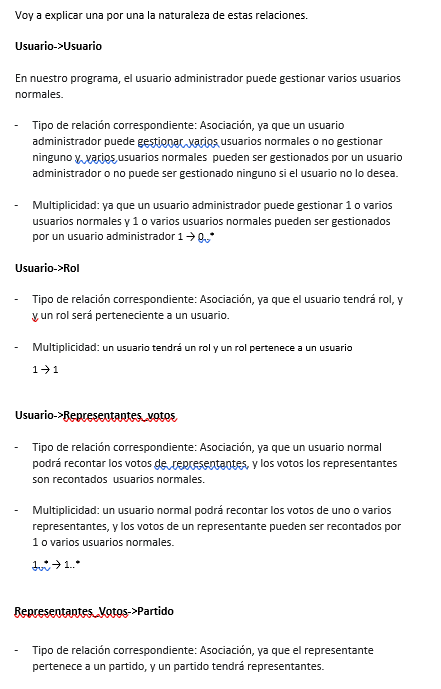 Voy a explicar una por una la naturaleza de estas relaciones.
Usuario->Usuario
En nuestro programa, el usuario administrador puede gestionar varios usuarios
normales.
- Tipo de relación correspondiente: Asociación, ya que un usuario
administrador puede gestionar varios usuarios normales o no gestionar
ninguno y varios usuarios normales pueden ser gestionados por un usuario
administrador o no puede ser gestionado ninguno si el usuario no lo desea.
- Multiplicidad: ya que un usuario administrador puede gestionar 1 o varios
usuarios normales y 1 o varios usuarios normales pueden ser gestionados
por un usuario administrador 1 → 0..*
Usuario->Rol
- Tipo de relación correspondiente: Asociación, ya que el usuario tendrá rol, y
y un rol será perteneciente a un usuario.
- Multiplicidad: un usuario tendrá un rol y un rol pertenece a un usuario
1 → 1
Usuario->Representantes_votos
- Tipo de relación correspondiente: Asociación, ya que un usuario normal
podrá recontar los votos de representantes, y los votos los representantes
son recontados usuarios normales.
- Multiplicidad: un usuario normal podrá recontar los votos de uno o varios
representantes, y los votos de un representante pueden ser recontados por
1 o varios usuarios normales.
1..* → 1..*
Representantes_Votos->Partido
- Tipo de relación correspondiente: Asociación, ya que el representante
pertenece a un partido, y un partido tendrá representantes.